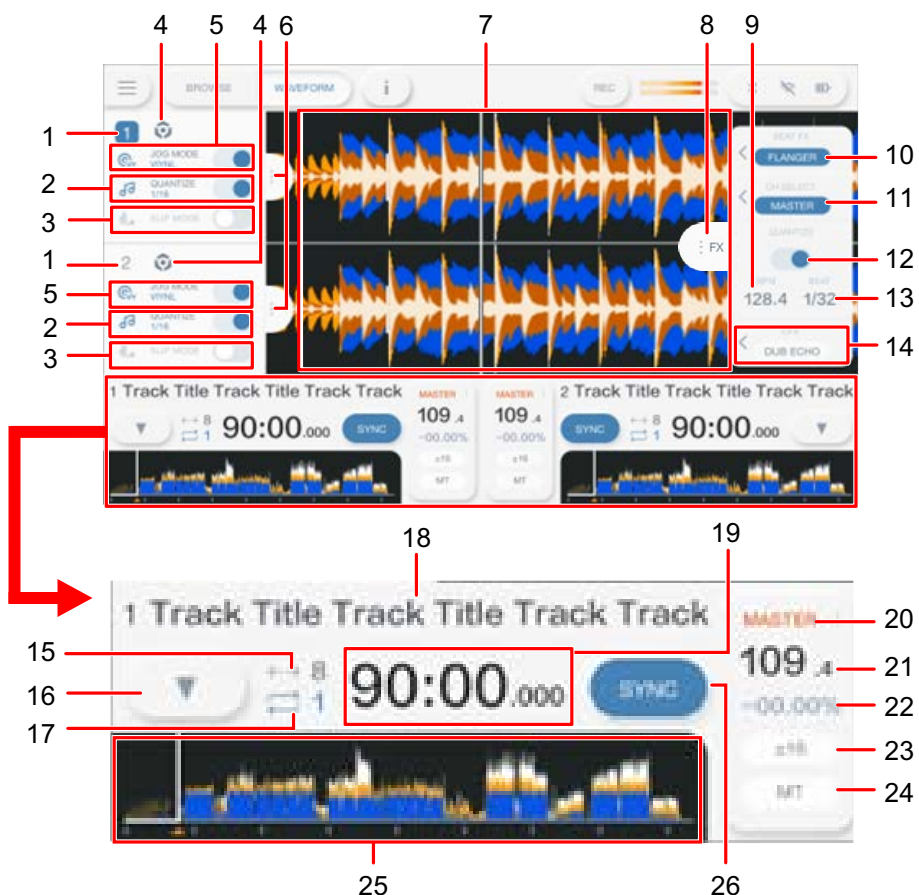 4 5 4 6 7 8 9
BROWSE WAVEFORM i REC
1 1
JOG MODE VINYL
2 QUANTIZE 1/16
3 SLIP MODE
1 2
5 JOG MODE VINYL
2 QUANTIZE 1/16
3 SLIP MODE
FX
BEAT FX
FLANGER 10
CH SELECT
MASTER 11
QUANTIZE
12
BPM BEAT
128.4 1/32 13
CFX
DUB ECHO 14
1 Track Title Track Title Track Track MASTER MASTER 2 Track Title Track Title Track Track
8 1 90:00.000 SYNC 109.4 109.4 SYNC 8 1 90:00.000
-00.00% -00.00%
±16 ±16
MT MT
18 19
1 Track Title Track Title Track Track MASTER 20
15 8 90:00.000 SYNC 109.4 21
16
17 1 -00.00% 22
±16 23
MT 24
25 26